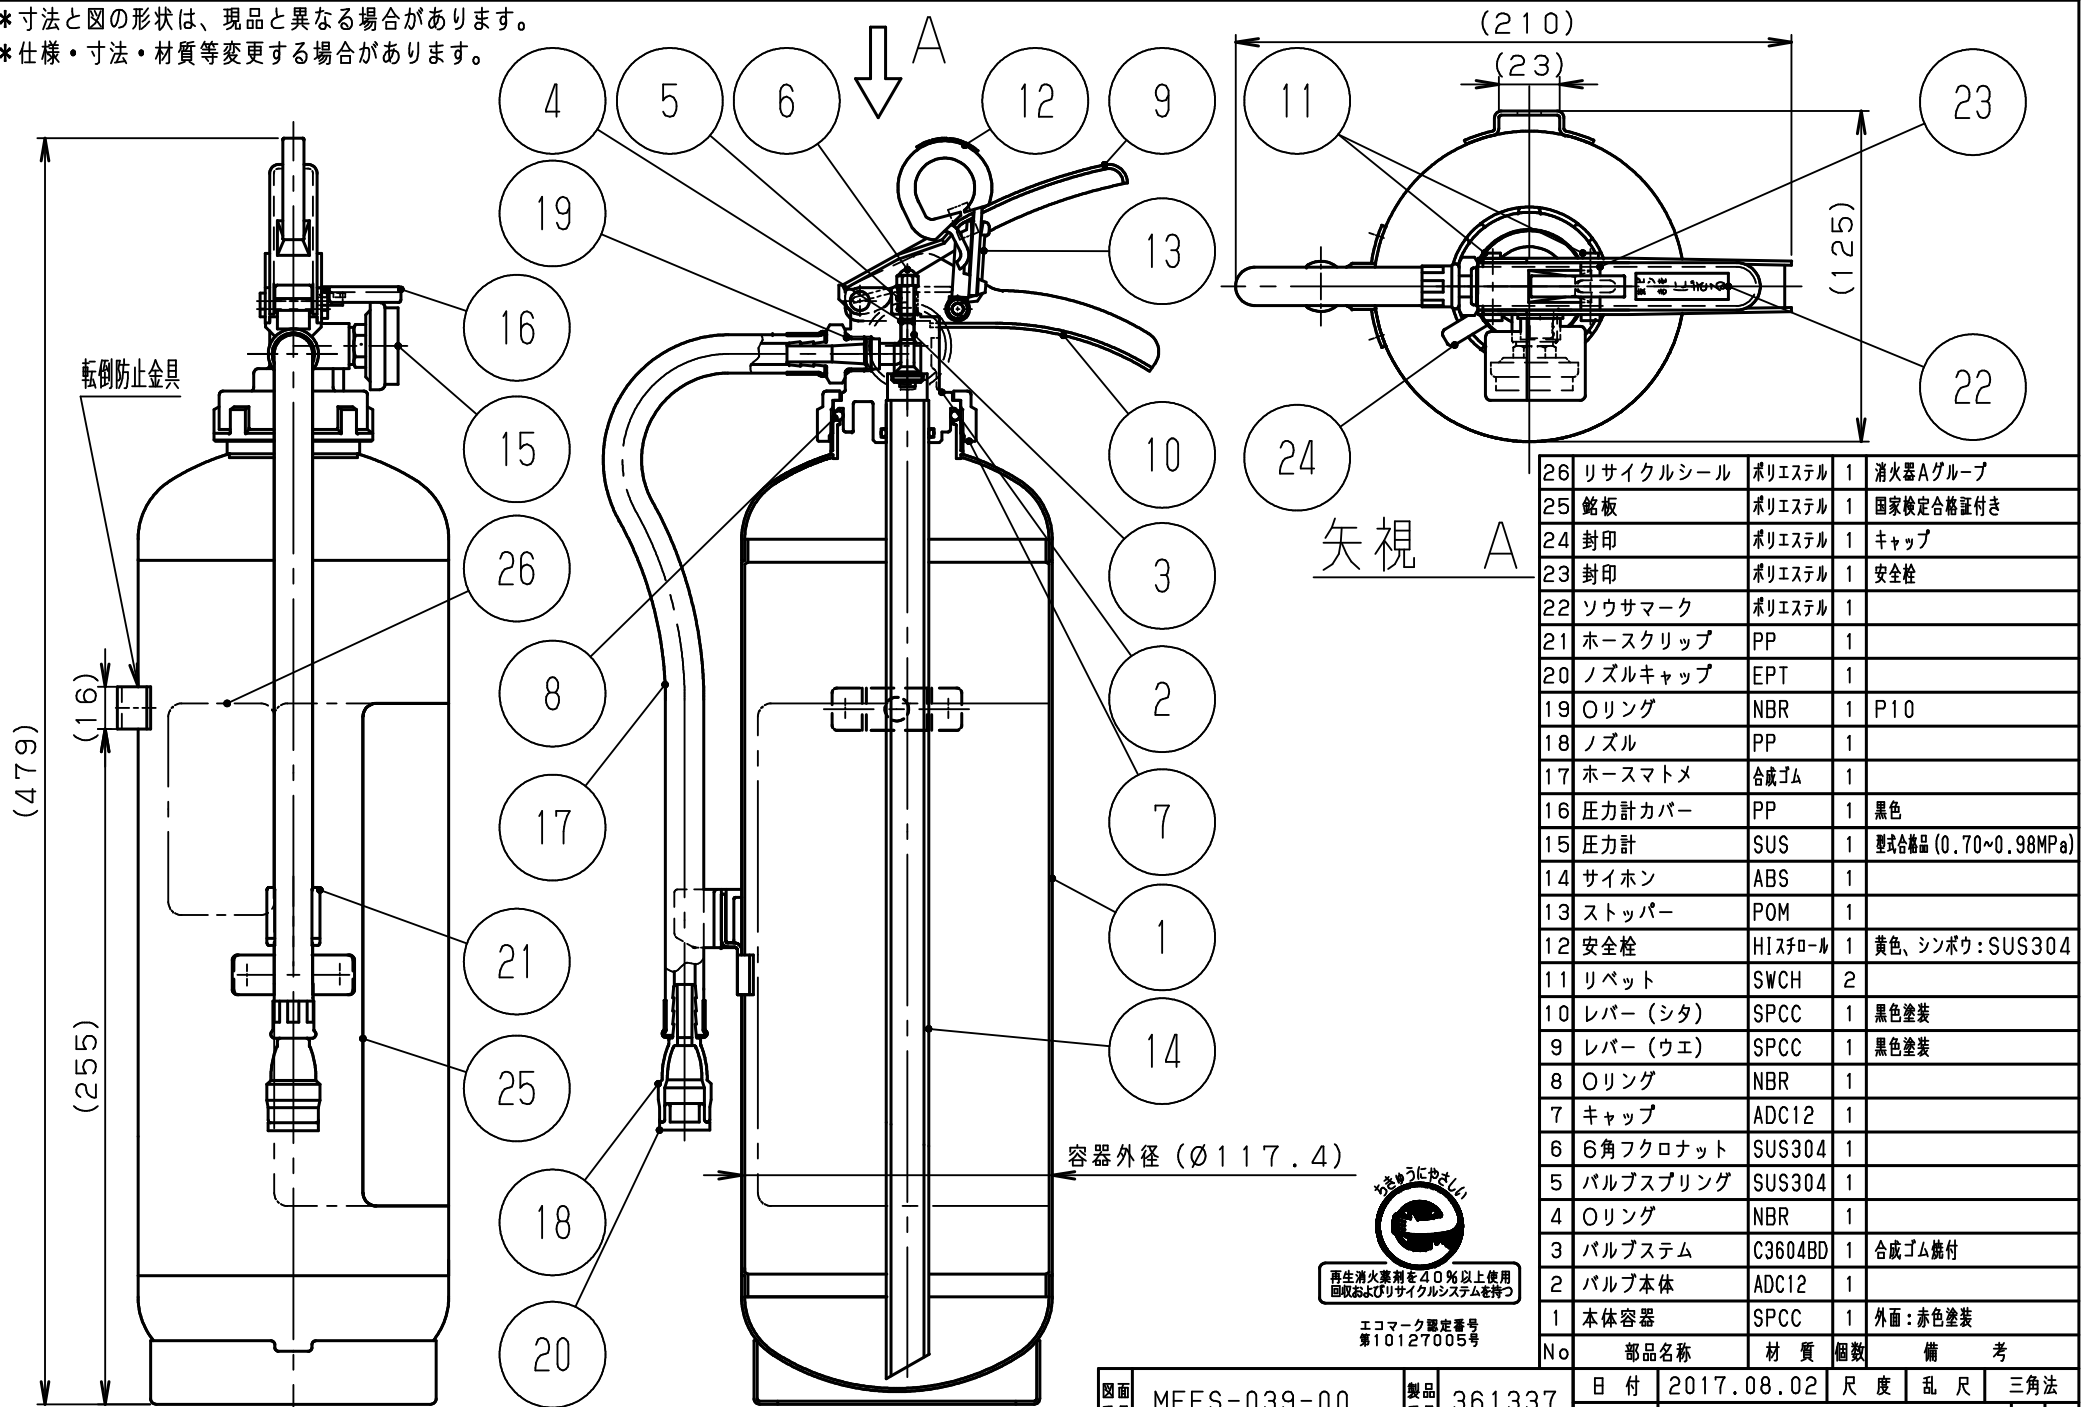 *寸法と図の形状は、現品と異なる場合があります。
*仕様・寸法・材質等変更する場合があります。
A
(210)
(23)
4
5
6
12
9
11
23
19
13
(125)
16
転倒防止金具
15
10
24
22
矢視 A
26
3
8
2
(16)
(479)
17
7
21
1
(255)
25
14
容器外径(Ø117.4)
18
20
ちきゅうにやさしい
再生消火薬剤を40%以上使用
回収およびリサイクルシステムを持つ
エコマーク認定番号
第10127005号
26 リサイクルシール ポリエステル 1 消火器Aグループ
25 銘板 ポリエステル 1 国家検定合格証付き
24 封印 ポリエステル 1 キャップ
23 封印 ポリエステル 1 安全栓
22 ソウサマーク ポリエステル 1
21 ホースクリップ PP 1
20 ノズルキャップ EPT 1
19 Oリング NBR 1 P10
18 ノズル PP 1
17 ホースマトメ 合成ゴム 1
16 圧力計カバー PP 1 黒色
15 圧力計 SUS 1 型式合格品(0.70~0.98MPa)
14 サイホン ABS 1
13 ストッパー POM 1
12 安全栓 HIスチロール 1 黄色、シンボウ:SUS304
11 リベット SWCH 2
10 レバー(シタ) SPCC 1 黒色塗装
9 レバー(ウエ) SPCC 1 黒色塗装
8 Oリング NBR 1
7 キャップ ADC12 1
6 6角フクロナット SUS304 1
5 バルブスプリング SUS304 1
4 Oリング NBR 1
3 バルブステム C3604BD 1 合成ゴム焼付
2 バルブ本体 ADC12 1
1 本体容器 SPCC 1 外面:赤色塗装
No 部品名称 材質 個数 備考
図面 MEES-039-00 製品 361337 日付 2017.08.02 尺度 乱尺 三角法